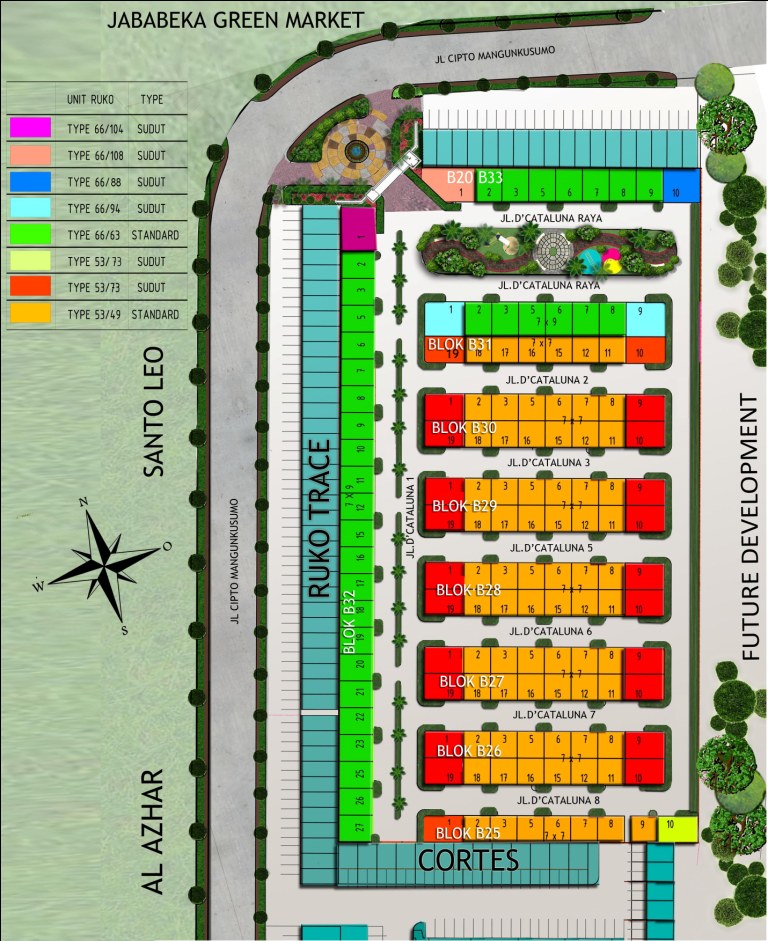 JABABEKA GREEN MARKET
JL CIPTO MANGUNKUSUMO
UNIT RUKO TYPE
TYPE 66/104 SUDUT
TYPE 66/108 SUDUT
TYPE 66/88 SUDUT
TYPE 66/94 SUDUT
TYPE 66/63 STANDARD
TYPE 53/73 SUDUT
TYPE 53/73 SUDUT
TYPE 53/49 STANDARD
B20 B33
1 2 3 5 6 7 8 9 10
JL.D'CATALUNA RAYA
JL.D'CATALUNA RAYA
1 2 3 5 6 7 8 9
7 x 9
BLOK B31
7 x 7
19 18 17 16 15 12 11 10
JL.D'CATALUNA 2
1 2 3 5 6 7 8 9
BLOK B30
7 x 7
19 18 17 16 15 12 11 10
JL.D'CATALUNA 3
1 2 3 5 6 7 8 9
BLOK B29
7 x 7
19 18 17 16 15 12 11 10
JL.D'CATALUNA 5
1 2 3 5 6 7 8 9
BLOK B28
7 x 7
19 18 17 16 15 12 11 10
JL.D'CATALUNA 6
1 2 3 5 6 7 8 9
BLOK B27
7 x 7
19 18 17 16 15 12 11 10
JL.D'CATALUNA 7
1 2 3 5 6 7 8 9
BLOK B26
7 x 7
19 18 17 16 15 12 11 10
JL.D'CATALUNA 8
1 2 3 5 6 7 8 9 10
BLOK B25
7 x 7
CORTES
1 2 3 5 6 7 8 9 10 11 12 15 16 17 18 19 20 21 22 23 25 26 27
7 x 9
BLOK B32
RUKO TRACE
JL.D'CATALUNA 1
JL CIPTO MANGUNKUSUMO
SANTO LEO
N
O
W
S
AL AZHAR
FUTURE DEVELOPMENT